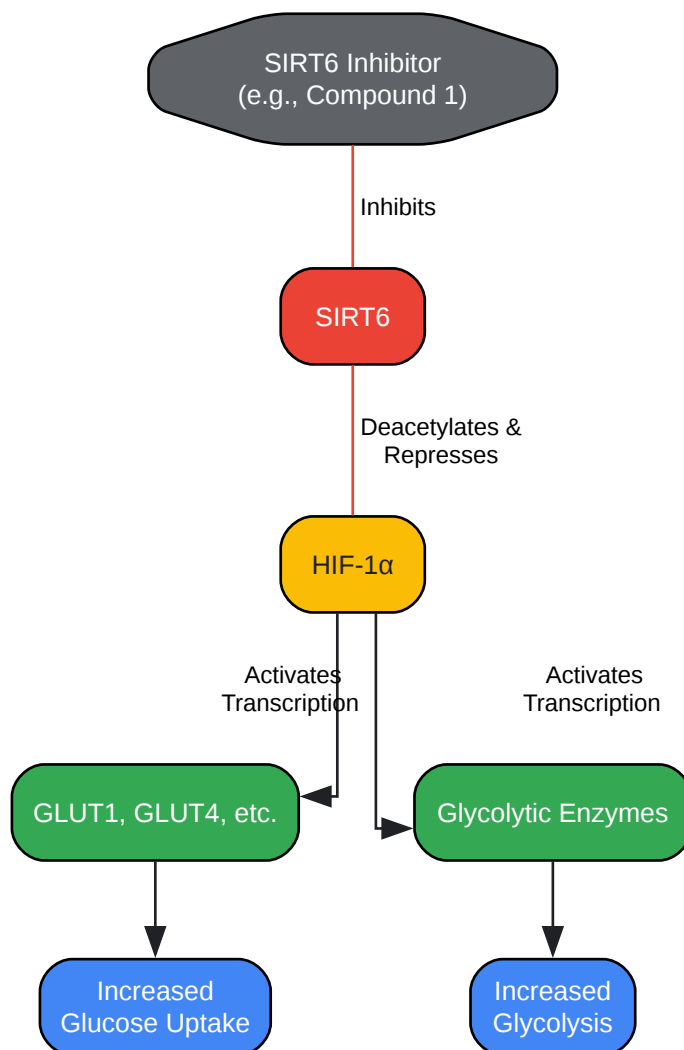 SIRT6 Inhibitor
(e.g., Compound 1)
Inhibits
SIRT6
Deacetylates &
Represses
HIF-1α
Activates
Transcription
Activates
Transcription
GLUT1, GLUT4, etc.
Glycolytic Enzymes
Increased
Glucose Uptake
Increased
Glycolysis